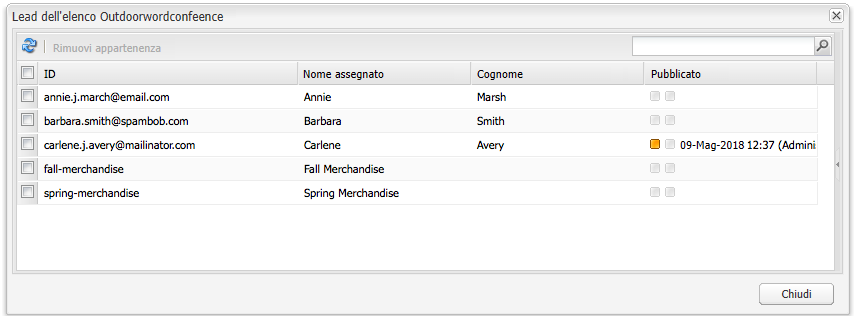 Lead dell'elenco Outdoorwordconfeence
Rimuovi appartenenza
ID Nome assegnato Cognome Pubblicato
annie.j.march@email.com Annie Marsh
barbara.smith@spambob.com Barbara Smith
carlene.j.avery@mailinator.com Carlene Avery 09-Mag-2018 12:37 (Admini
fall-merchandise Fall Merchandise
spring-merchandise Spring Merchandise
Chiudi